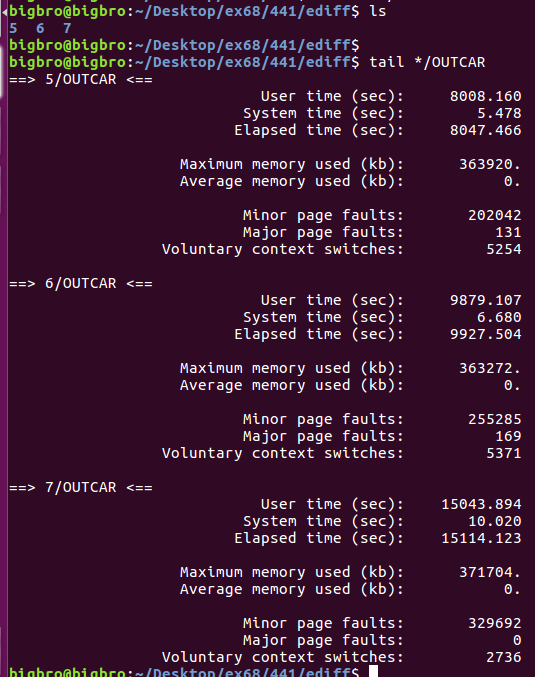 bigbro@bigbro:~/Desktop/ex68/441/ediff$ ls
5  6  7
bigbro@bigbro:~/Desktop/ex68/441/ediff$
bigbro@bigbro:~/Desktop/ex68/441/ediff$ tail */OUTCAR
==> 5/OUTCAR <==
User time (sec):     8008.160
System time (sec):        5.478
Elapsed time (sec):     8047.466
Maximum memory used (kb):      363920.
Average memory used (kb):           0.
Minor page faults:       202042
Major page faults:          131
Voluntary context switches:         5254
==> 6/OUTCAR <==
User time (sec):     9879.107
System time (sec):        6.680
Elapsed time (sec):     9927.504
Maximum memory used (kb):      363272.
Average memory used (kb):           0.
Minor page faults:       255285
Major page faults:          169
Voluntary context switches:         5371
==> 7/OUTCAR <==
User time (sec):    15043.894
System time (sec):       10.020
Elapsed time (sec):    15114.123
Maximum memory used (kb):      371704.
Average memory used (kb):           0.
Minor page faults:       329692
Major page faults:            0
Voluntary context switches:         2736
bigbro@bigbro:~/Desktop/ex68/441/ediff$